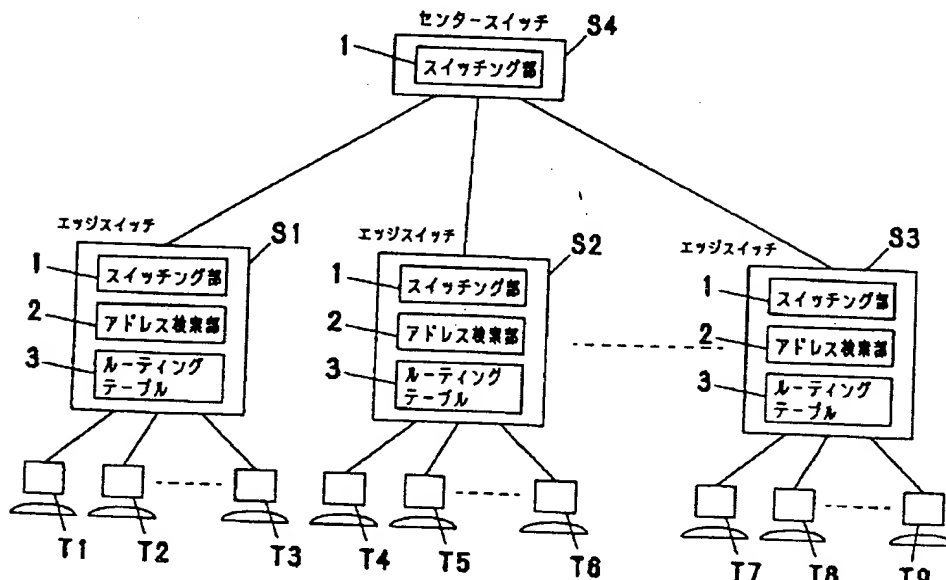 センタースイッチ
S4
1
スイッチング部
エッジスイッチ
S1
1
スイッチング部
2
アドレス検索部
3
ルーティング
テーブル
エッジスイッチ
S2
1
スイッチング部
2
アドレス検索部
3
ルーティング
テーブル
エッジスイッチ
S3
1
スイッチング部
2
アドレス検索部
3
ルーティング
テーブル
T1
T2
T3
T4
T5
T6
T7
T8
T9